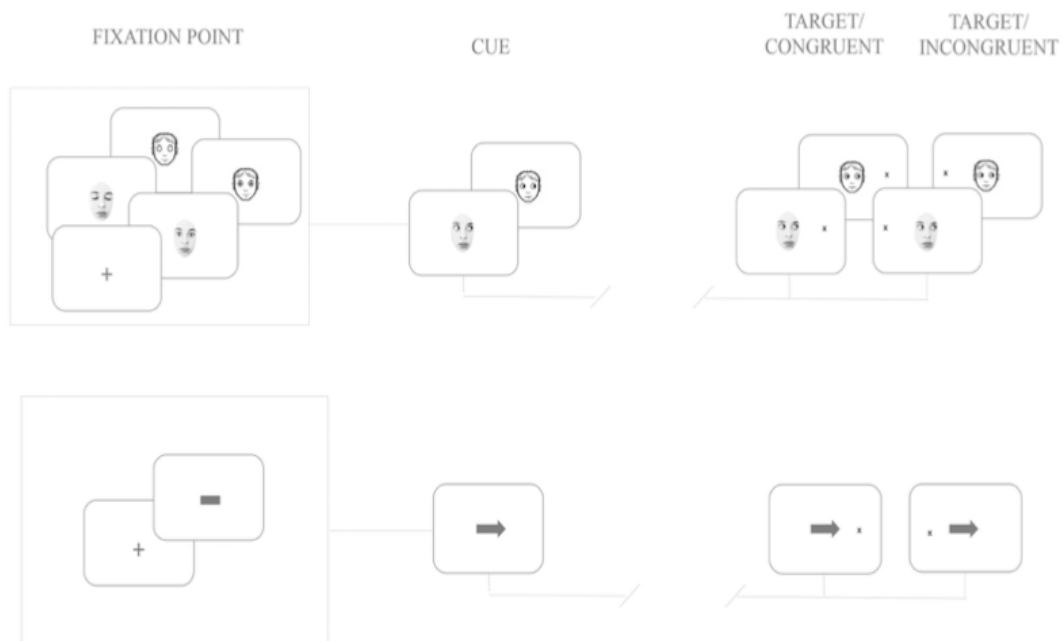 FIXATION POINT
CUE
TARGET/
CONGRUENT
TARGET/
INCONGRUENT
+
x
x
x
x
+
x
x